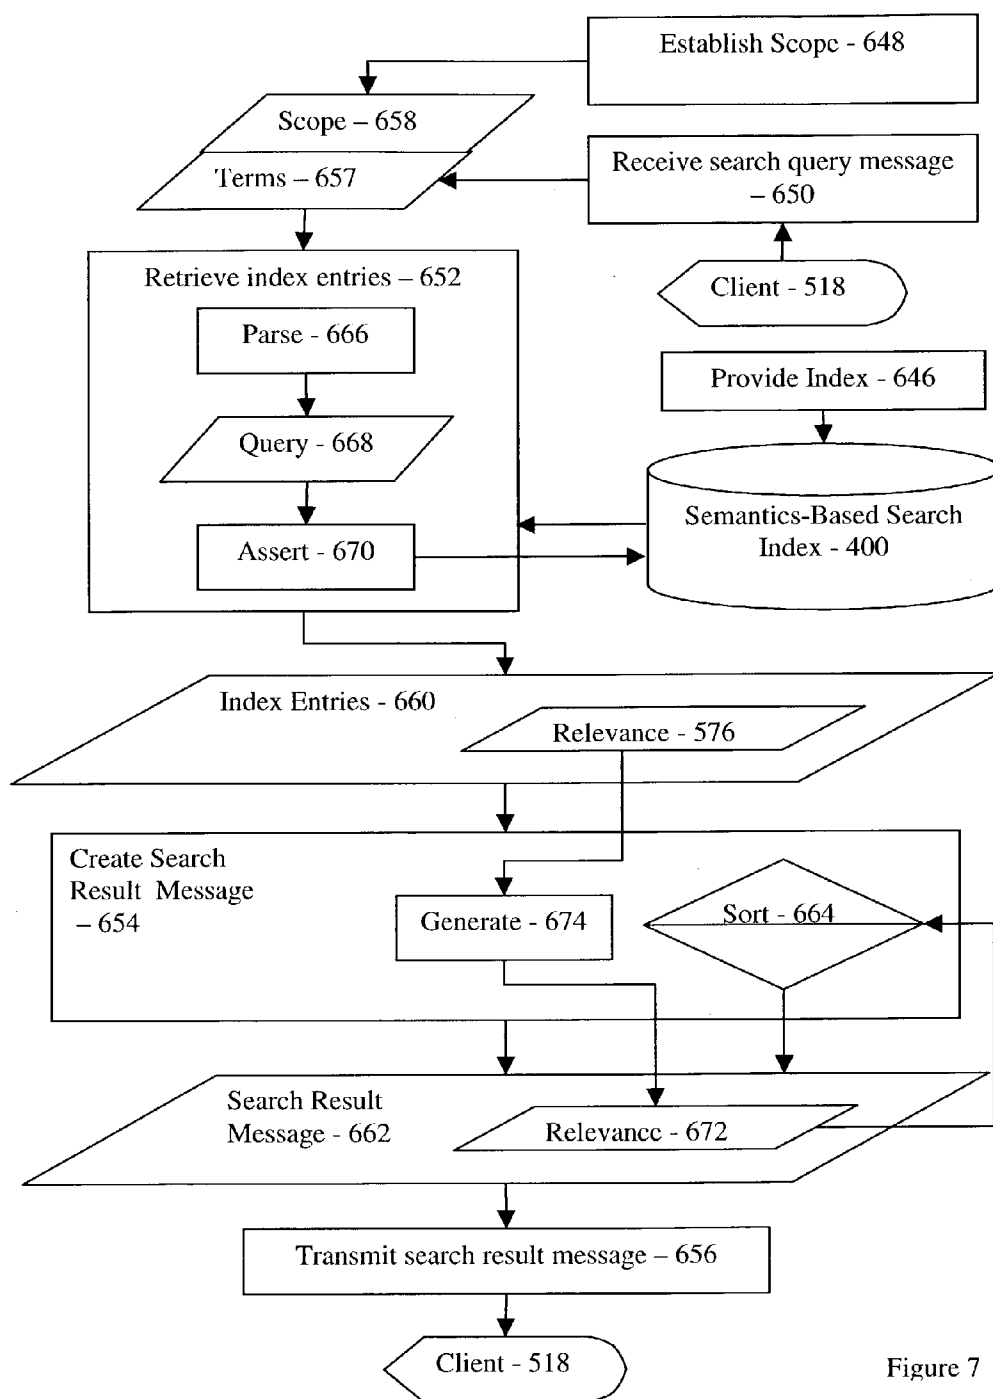 Establish Scope - 648
Scope – 658
Terms – 657
Receive search query message
– 650
Retrieve index entries – 652
Client - 518
Parse - 666
Provide Index - 646
Query - 668
Semantics-Based Search
Index - 400
Assert - 670
Index Entries - 660
Relevance - 576
Create Search
Result Message
– 654
Generate - 674
Sort - 664
Search Result
Message - 662
Relevance - 672
Transmit search result message – 656
Client - 518
Figure 7